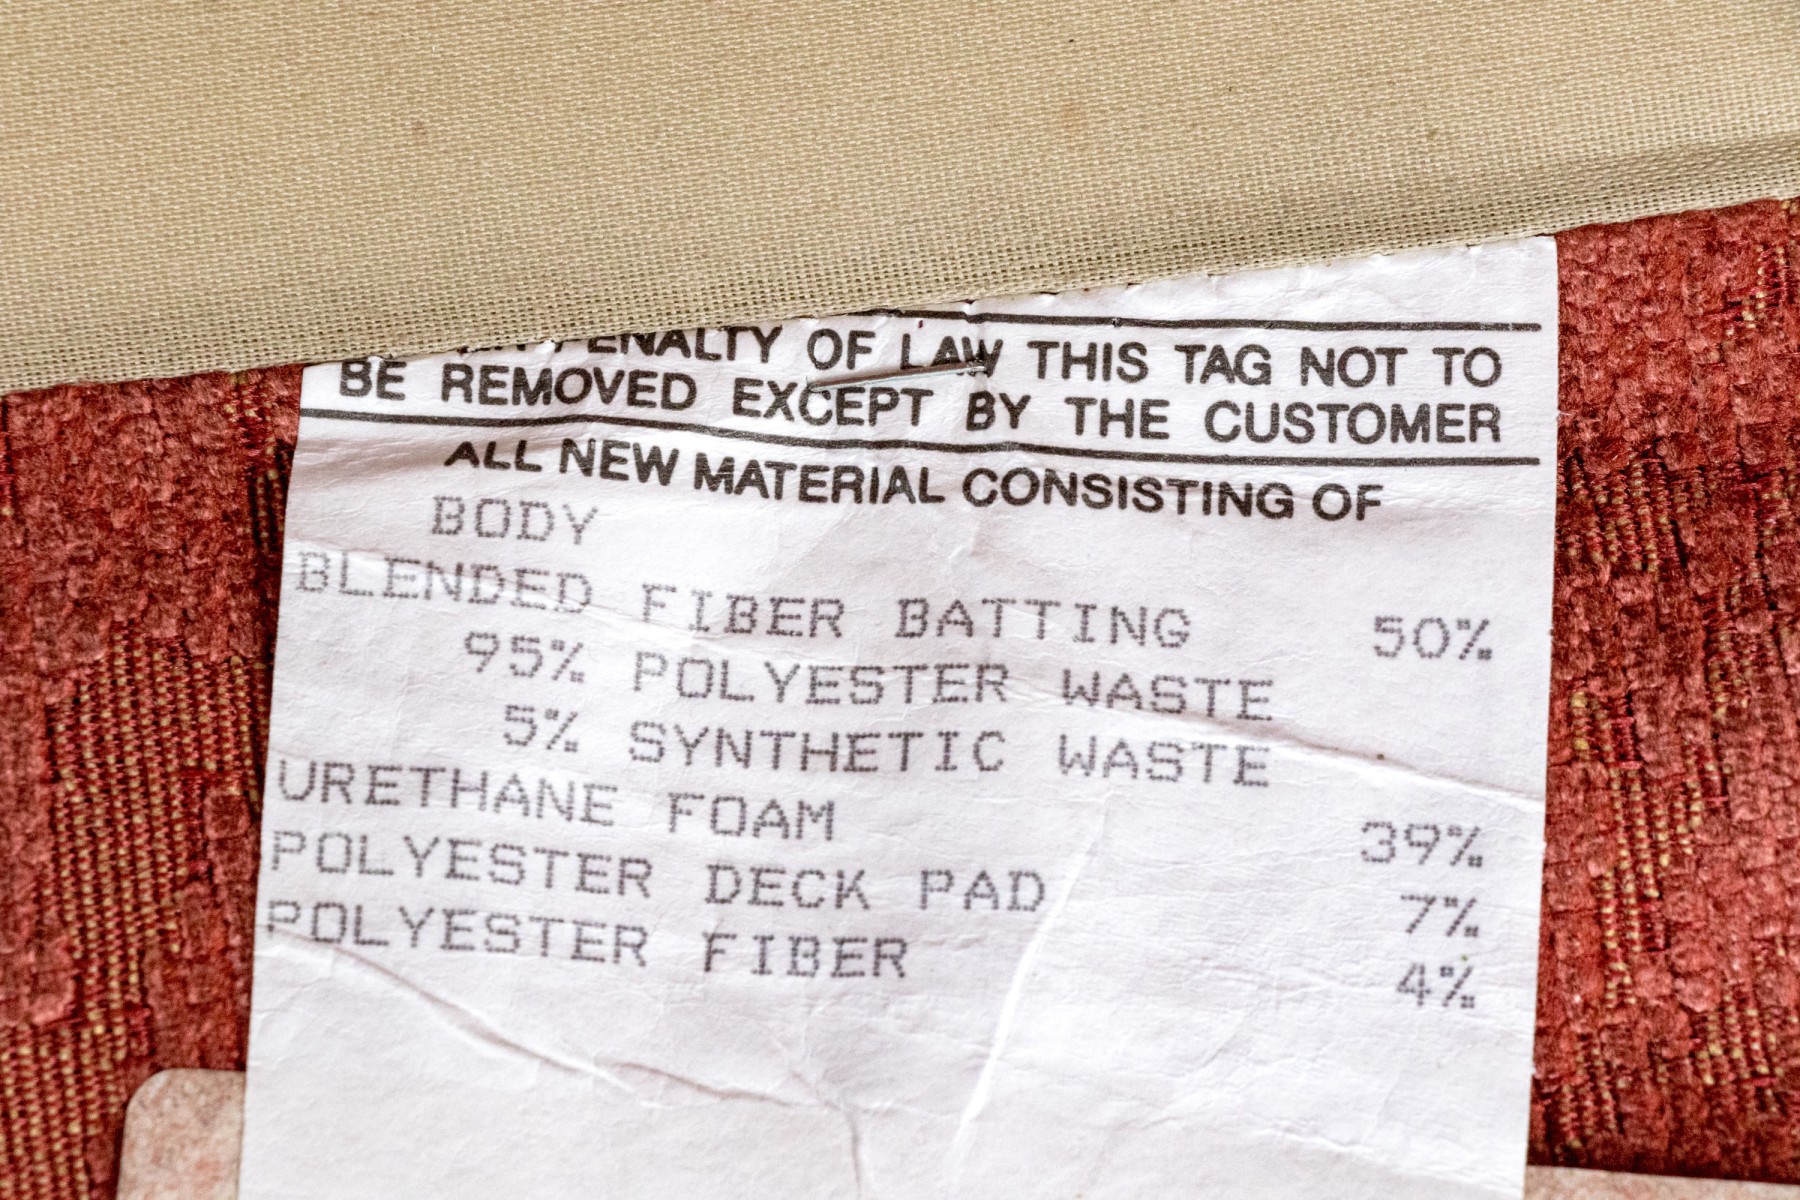 PENALTY OF LAW THIS TAG NOT TO
BE REMOVED EXCEPT BY THE CUSTOMER
ALL NEW MATERIAL CONSISTING OF
BODY
BLENDED FIBER BATTING 50%
95% POLYESTER WASTE
5% SYNTHETIC WASTE
URETHANE FOAM 39%
POLYESTER DECK PAD 7%
POLYESTER FIBER 4%